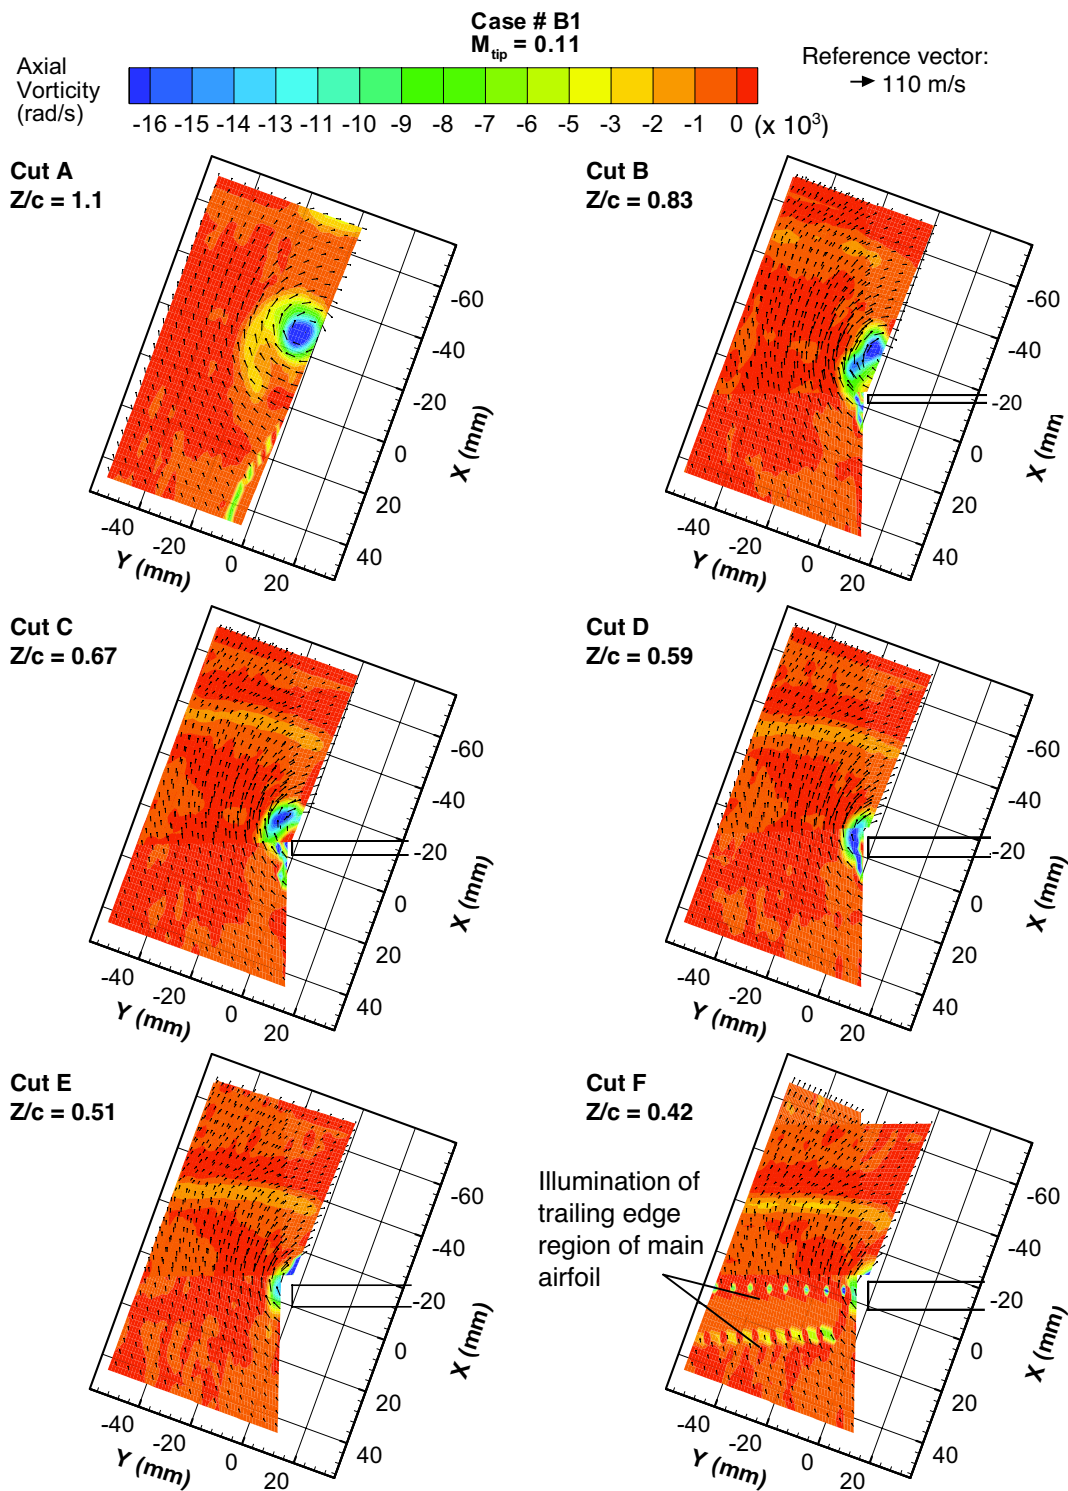 Case # B1
M_tip = 0.11
Axial
Vorticity
(rad/s)
-16 -15 -14 -13 -11 -10 -9 -8 -7 -6 -5 -3 -2 -1 0 (x 10³)
Reference vector:
110 m/s
Cut A
Z/c = 1.1
-60
-40
-20
0
20
40
X (mm)
-40
-20
0
20
Y (mm)
Cut B
Z/c = 0.83
-60
-40
-20
0
20
40
X (mm)
-40
-20
0
20
Y (mm)
Cut C
Z/c = 0.67
-60
-40
-20
0
20
40
X (mm)
-40
-20
0
20
Y (mm)
Cut D
Z/c = 0.59
-60
-40
-20
0
20
40
X (mm)
-40
-20
0
20
Y (mm)
Cut E
Z/c = 0.51
-60
-40
-20
0
20
40
X (mm)
-40
-20
0
20
Y (mm)
Cut F
Z/c = 0.42
Illumination of
trailing edge
region of main
airfoil
-60
-40
-20
0
20
40
X (mm)
-40
-20
0
20
Y (mm)